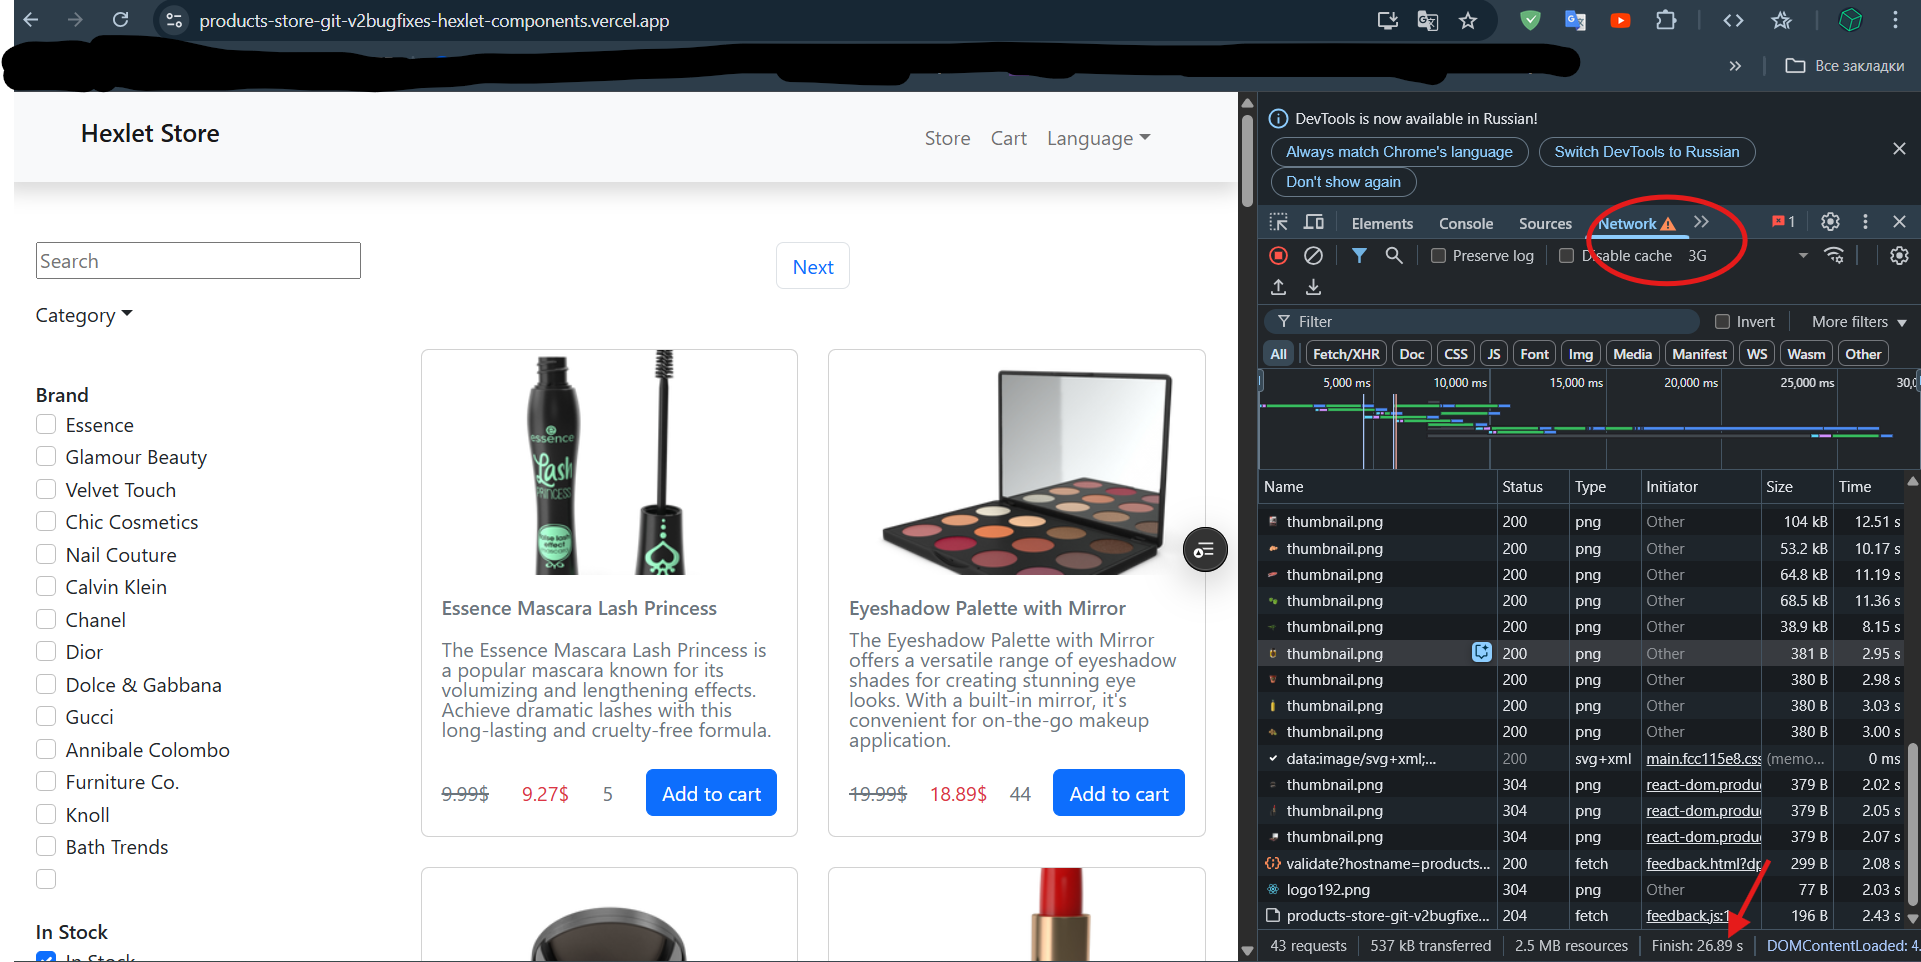 products-store-git-v2bugfixes-hexlet-components.vercel.app
Все закладки
Hexlet Store
Store
Cart
Language
Search
Category
Next
Brand
Essence
Glamour Beauty
Velvet Touch
Chic Cosmetics
Nail Couture
Calvin Klein
Chanel
Dior
Dolce & Gabbana
Gucci
Annibale Colombo
Furniture Co.
Knoll
Bath Trends
In Stock
In Stock
essence
Lash
PRINCESS
Essence Mascara Lash Princess
The Essence Mascara Lash Princess is
a popular mascara known for its
volumizing and lengthening effects.
Achieve dramatic lashes with this
long-lasting and cruelty-free formula.
9.99$ 9.27$ 5 Add to cart
Eyeshadow Palette with Mirror
The Eyeshadow Palette with Mirror
offers a versatile range of eyeshadow
shades for creating stunning eye
looks. With a built-in mirror, it's
convenient for on-the-go makeup
application.
19.99$ 18.89$ 44 Add to cart
DevTools is now available in Russian!
Always match Chrome's language
Switch DevTools to Russian
Don't show again
Elements Console Sources Network 1
Preserve log Disable cache 3G
Filter Invert More filters
All Fetch/XHR Doc CSS JS Font Img Media Manifest WS Wasm Other
5,000 ms 10,000 ms 15,000 ms 20,000 ms 25,000 ms 30,0
Name Status Type Initiator Size Time
thumbnail.png 200 png Other 104 kB 12.51 s
thumbnail.png 200 png Other 53.2 kB 10.17 s
thumbnail.png 200 png Other 64.8 kB 11.19 s
thumbnail.png 200 png Other 68.5 kB 11.36 s
thumbnail.png 200 png Other 38.9 kB 8.15 s
thumbnail.png 200 png Other 381 B 2.95 s
thumbnail.png 200 png Other 380 B 2.98 s
thumbnail.png 200 png Other 380 B 3.03 s
thumbnail.png 200 png Other 380 B 3.00 s
data:image/svg+xml;... 200 svg+xml main.fcc115e8.css (memo... 0 ms
thumbnail.png 304 png react-dom.produ 379 B 2.02 s
thumbnail.png 304 png react-dom.produ 379 B 2.05 s
thumbnail.png 304 png react-dom.produ 379 B 2.07 s
validate?hostname=products... 200 fetch feedback.html?dp 299 B 2.08 s
logo192.png 304 png Other 77 B 2.03 s
products-store-git-v2bugfixe... 204 fetch feedback.js:1 196 B 2.43 s
43 requests 537 kB transferred 2.5 MB resources Finish: 26.89 s DOMContentLoaded: 4.